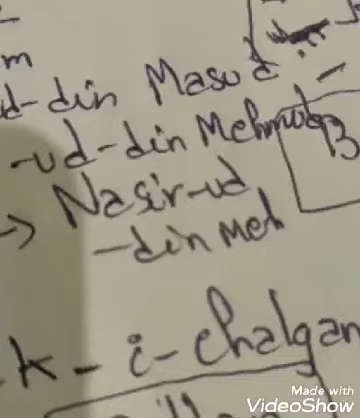 m
d-din Masud
-ud-din Mehmud
→ Nasir-ud
-din Meh
k-i-Chalgan
Made with
VideoShow